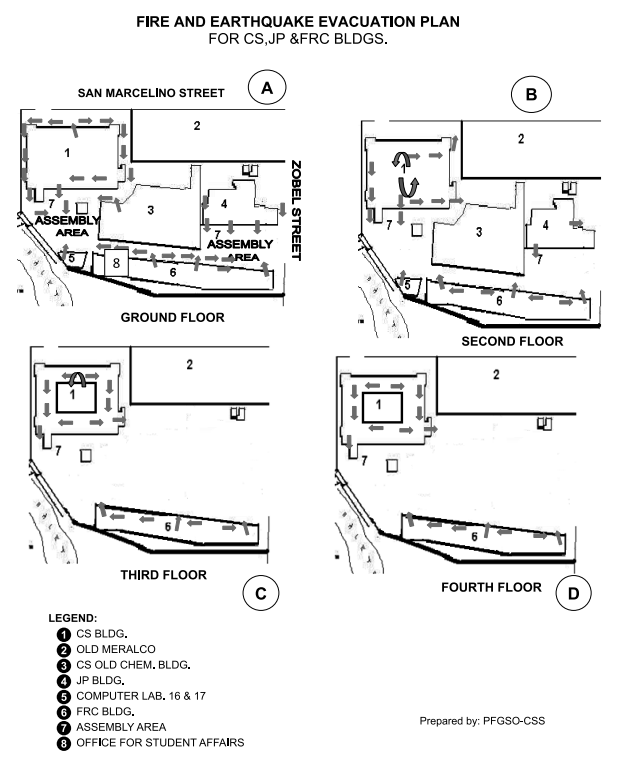 FIRE AND EARTHQUAKE EVACUATION PLAN
FOR CS,JP &FRC BLDGS.
SAN MARCELINO STREET
A
2
1
3
4
7
7
ASSEMBLY
AREA
ASSEMBLY
AREA
5
8
6
ZOBEL STREET
GROUND FLOOR
B
2
1
3
4
7
7
5
6
SECOND FLOOR
2
1
7
6
THIRD FLOOR
C
2
1
7
6
FOURTH FLOOR
D
LEGEND:
1 CS BLDG.
2 OLD MERALCO
3 CS OLD CHEM. BLDG.
4 JP BLDG.
5 COMPUTER LAB. 16 & 17
6 FRC BLDG.
7 ASSEMBLY AREA
8 OFFICE FOR STUDENT AFFAIRS
Prepared by: PFGSO-CSS